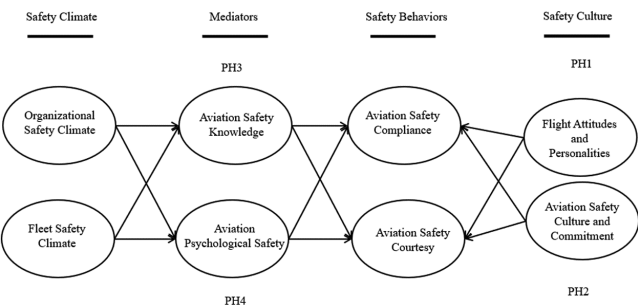 Safety Climate
Mediators
Safety Behaviors
Safety Culture
PH3
PH1
Organizational
Safety Climate
Aviation Safety
Knowledge
Aviation Safety
Compliance
Flight Attitudes
and
Personalities
Fleet Safety
Climate
Aviation
Psychological Safety
Aviation Safety
Courtesy
Aviation Safety
Culture and
Commitment
PH4
PH2